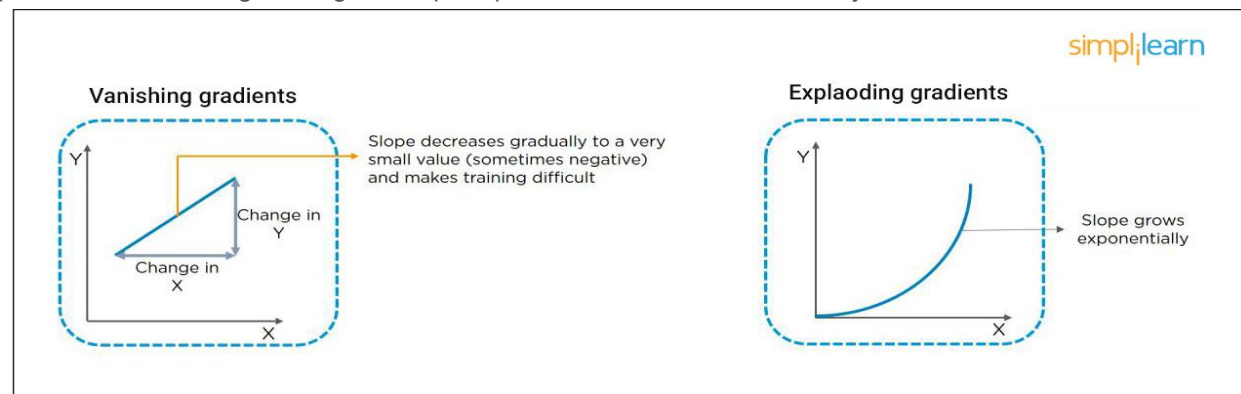 simplilearn
Vanishing gradients
Y
Change in
Y
Change in
X
X
Slope decreases gradually to a very
small value (sometimes negative)
and makes training difficult
Explaoding gradients
Y
X
Slope grows
exponentially